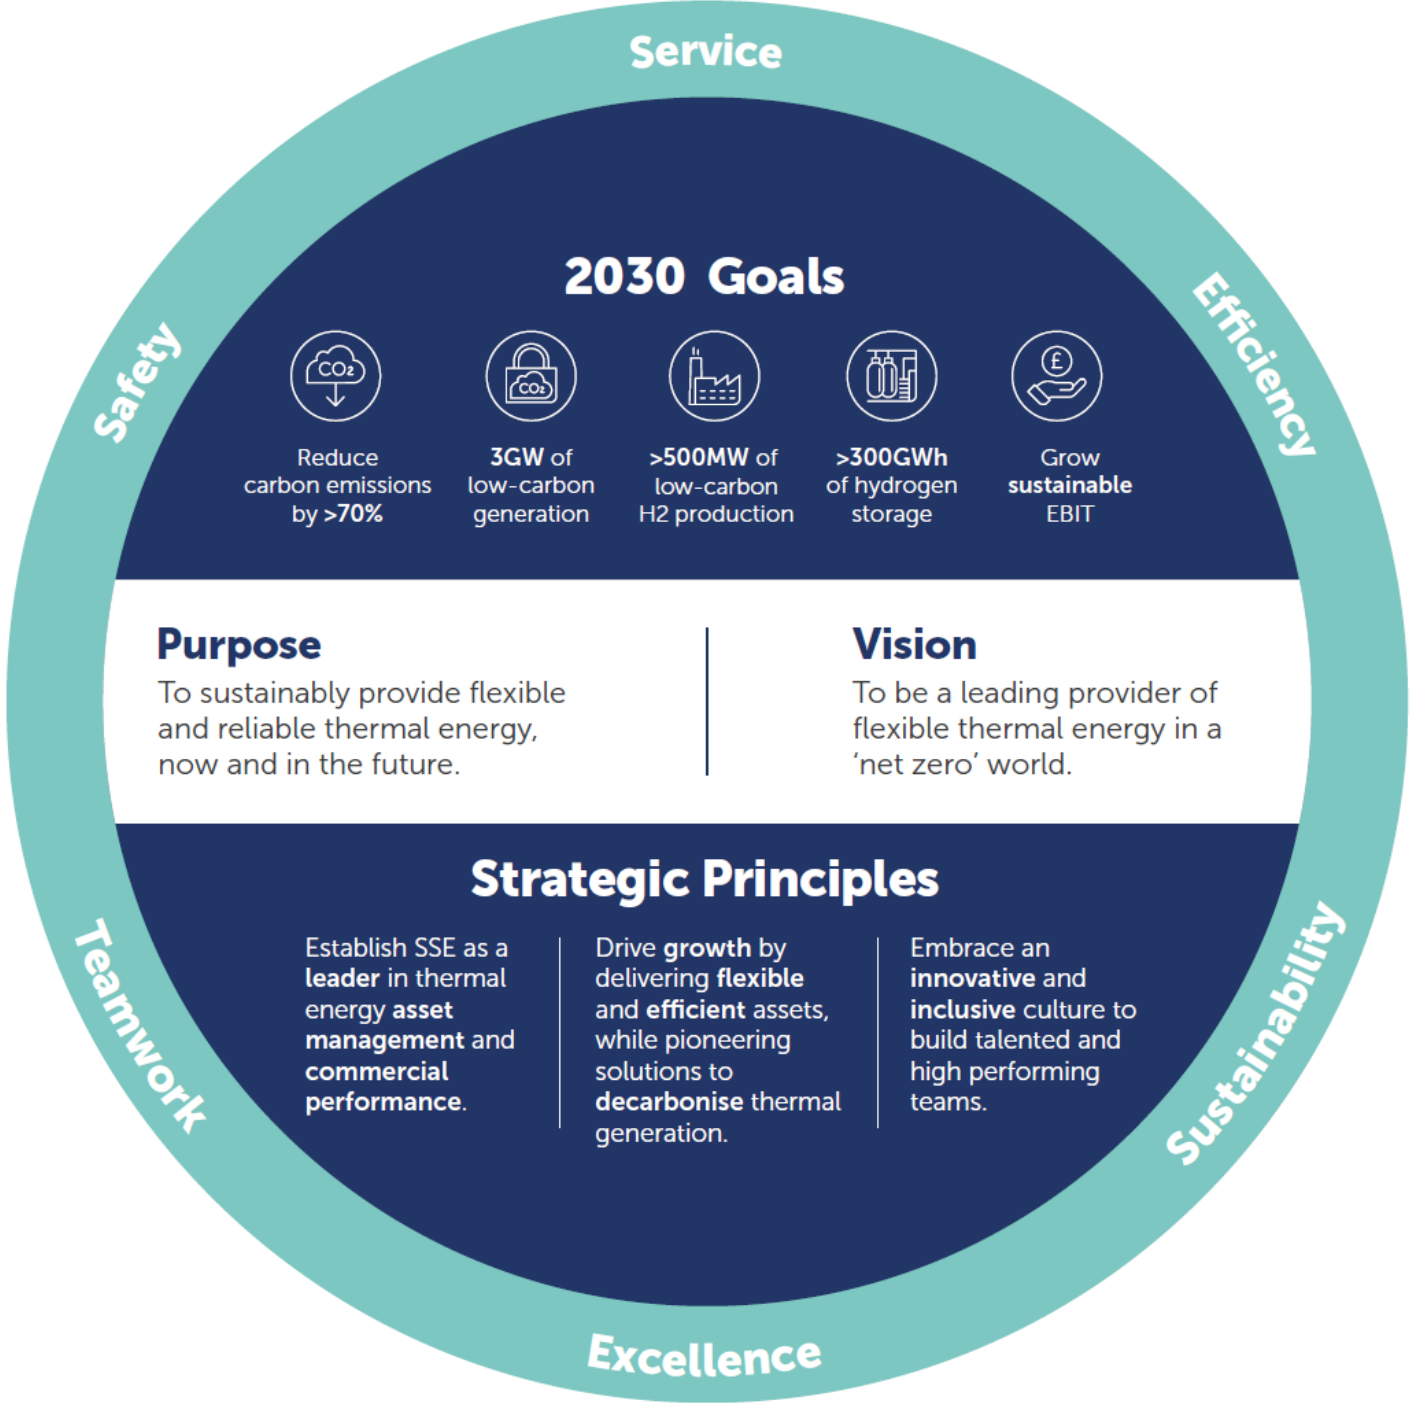 Service
Efficiency
Safety
2030 Goals
CO₂
CO₂
£
Reduce
carbon emissions
by >70%
3GW of
low-carbon
generation
>500MW of
low-carbon
H2 production
>300GWh
of hydrogen
storage
Grow
sustainable
EBIT
Purpose
To sustainably provide flexible
and reliable thermal energy,
now and in the future.
Vision
To be a leading provider of
flexible thermal energy in a
‘net zero’ world.
Strategic Principles
Establish SSE as a
leader in thermal
energy asset
management and
commercial
performance.
Drive growth by
delivering flexible
and efficient assets,
while pioneering
solutions to
decarbonise thermal
generation.
Embrace an
innovative and
inclusive culture to
build talented and
high performing
teams.
Teamwork
Sustainability
Excellence